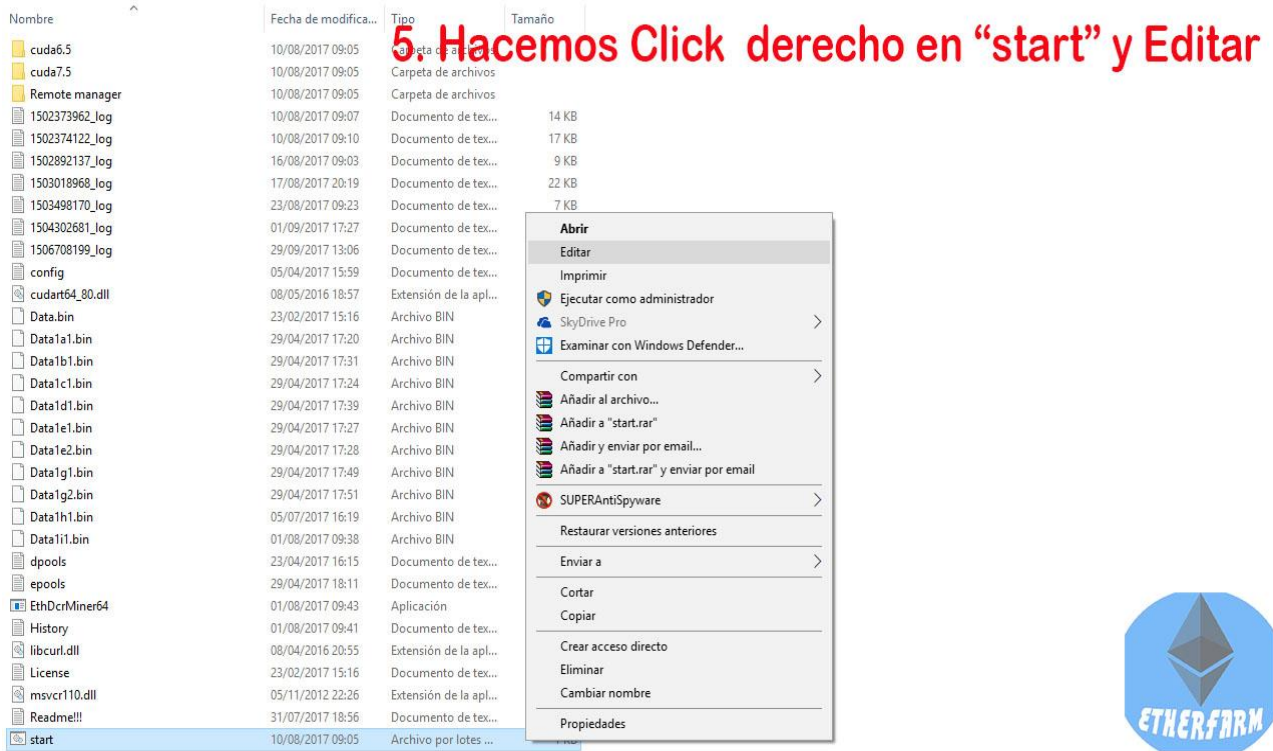 Nombre Fecha de modifica... Tipo Tamaño
5. Hacemos Click derecho en “start” y Editar
cuda6.5 10/08/2017 09:05 Carpeta de archivos
cuda7.5 10/08/2017 09:05 Carpeta de archivos
Remote manager 10/08/2017 09:05 Carpeta de archivos
1502373962_log 10/08/2017 09:07 Documento de tex... 14 KB
1502374122_log 10/08/2017 09:10 Documento de tex... 17 KB
1502892137_log 16/08/2017 09:03 Documento de tex... 9 KB
1503018968_log 17/08/2017 20:19 Documento de tex... 22 KB
1503498170_log 23/08/2017 09:23 Documento de tex... 7 KB
1504302681_log 01/09/2017 17:27 Documento de tex...
1506708199_log 29/09/2017 13:06 Documento de tex...
config 05/04/2017 15:59 Documento de tex...
cudart64_80.dll 08/05/2016 18:57 Extensión de la apl...
Data.bin 23/02/2017 15:16 Archivo BIN
Data1a1.bin 29/04/2017 17:20 Archivo BIN
Data1b1.bin 29/04/2017 17:31 Archivo BIN
Data1c1.bin 29/04/2017 17:24 Archivo BIN
Data1d1.bin 29/04/2017 17:39 Archivo BIN
Data1e1.bin 29/04/2017 17:27 Archivo BIN
Data1e2.bin 29/04/2017 17:28 Archivo BIN
Data1g1.bin 29/04/2017 17:49 Archivo BIN
Data1g2.bin 29/04/2017 17:51 Archivo BIN
Data1h1.bin 05/07/2017 16:19 Archivo BIN
Data1i1.bin 01/08/2017 09:38 Archivo BIN
dpools 23/04/2017 16:15 Documento de tex...
epools 29/04/2017 18:11 Documento de tex...
EthDcrMiner64 01/08/2017 09:43 Aplicación
History 01/08/2017 09:41 Documento de tex...
libcurl.dll 08/04/2016 20:55 Extensión de la apl...
License 23/02/2017 15:16 Documento de tex...
msvcr110.dll 05/11/2012 22:26 Extensión de la apl...
Readme!!! 31/07/2017 18:56 Documento de tex...
start 10/08/2017 09:05 Archivo por lotes ...
Abrir
Editar
Imprimir
Ejecutar como administrador
SkyDrive Pro
Examinar con Windows Defender...
Compartir con
Añadir al archivo...
Añadir a "start.rar"
Añadir y enviar por email...
Añadir a "start.rar" y enviar por email
SUPERAntiSpyware
Restaurar versiones anteriores
Enviar a
Cortar
Copiar
Crear acceso directo
Eliminar
Cambiar nombre
Propiedades
ETHERFARM